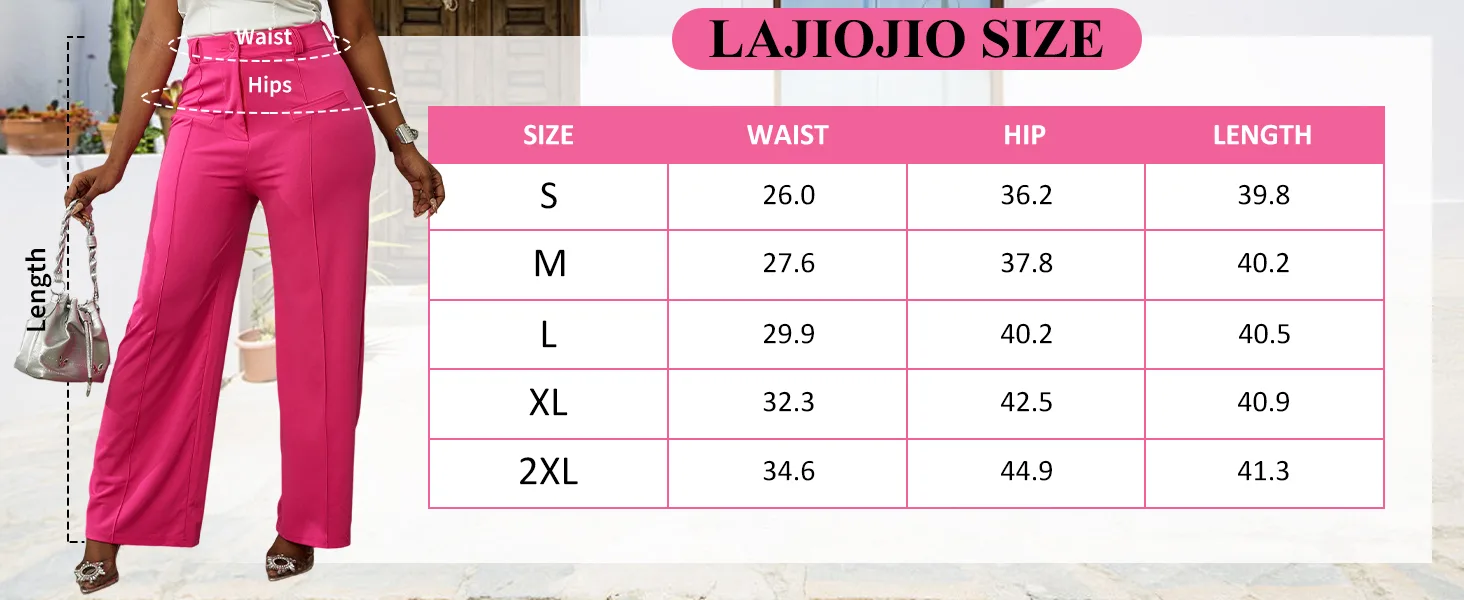 LAJIOJIO SIZE
Waist
Hips
Length
SIZE WAIST HIP LENGTH
S 26.0 36.2 39.8
M 27.6 37.8 40.2
L 29.9 40.2 40.5
XL 32.3 42.5 40.9
2XL 34.6 44.9 41.3